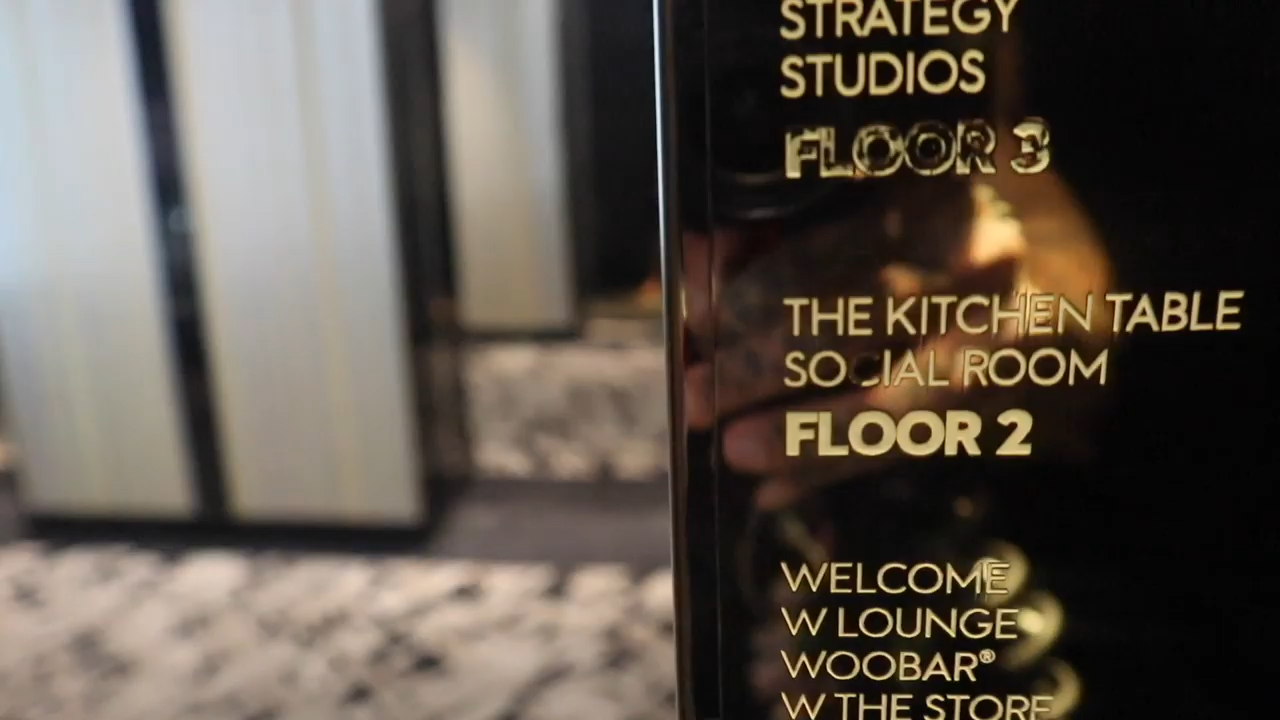 STRATEGY
STUDIOS
FLOOR 3
THE KITCHEN TABLE
SOCIAL ROOM
FLOOR 2
WELCOME
W LOUNGE
WOOBAR®
W THE STORE